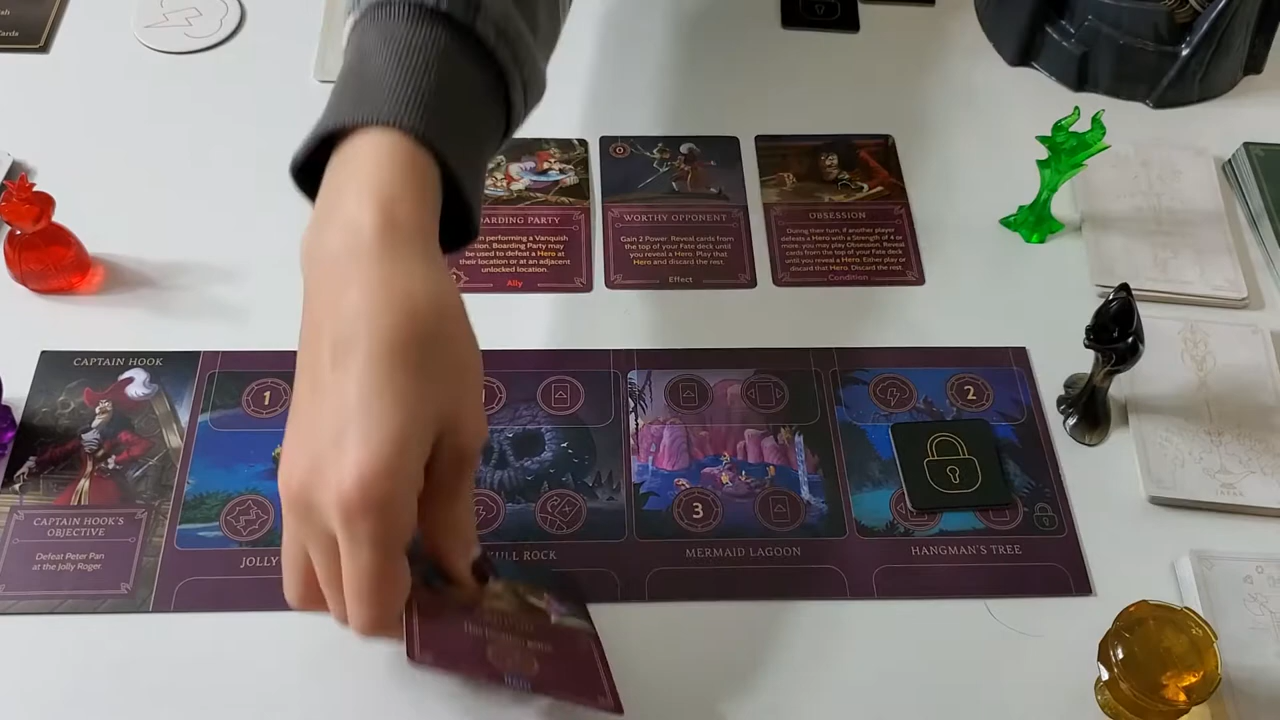 ards
OARDING PARTY
n performing a Vanquish
ction, Boarding Party may
be used to defeat a Hero at
their location or at an adjacent
unlocked location.
Ally
0
WORTHY OPPONENT
Gain 2 Power. Reveal cards from
the top of your Fate deck until
you reveal a Hero. Play that
Hero and discard the rest.
Effect
OBSESSION
During their turn, if another player
defeats a Hero with a Strength of 4 or
more, you may play Obsession. Reveal
cards from the top of your Fate deck
until you reveal a Hero. Either play or
discard that Hero. Discard the rest.
Condition
CAPTAIN HOOK
CAPTAIN HOOK'S
OBJECTIVE
Defeat Peter Pan
at the Jolly Roger.
1
JOLLY
KULL ROCK
3
MERMAID LAGOON
2
HANGMAN'S TREE